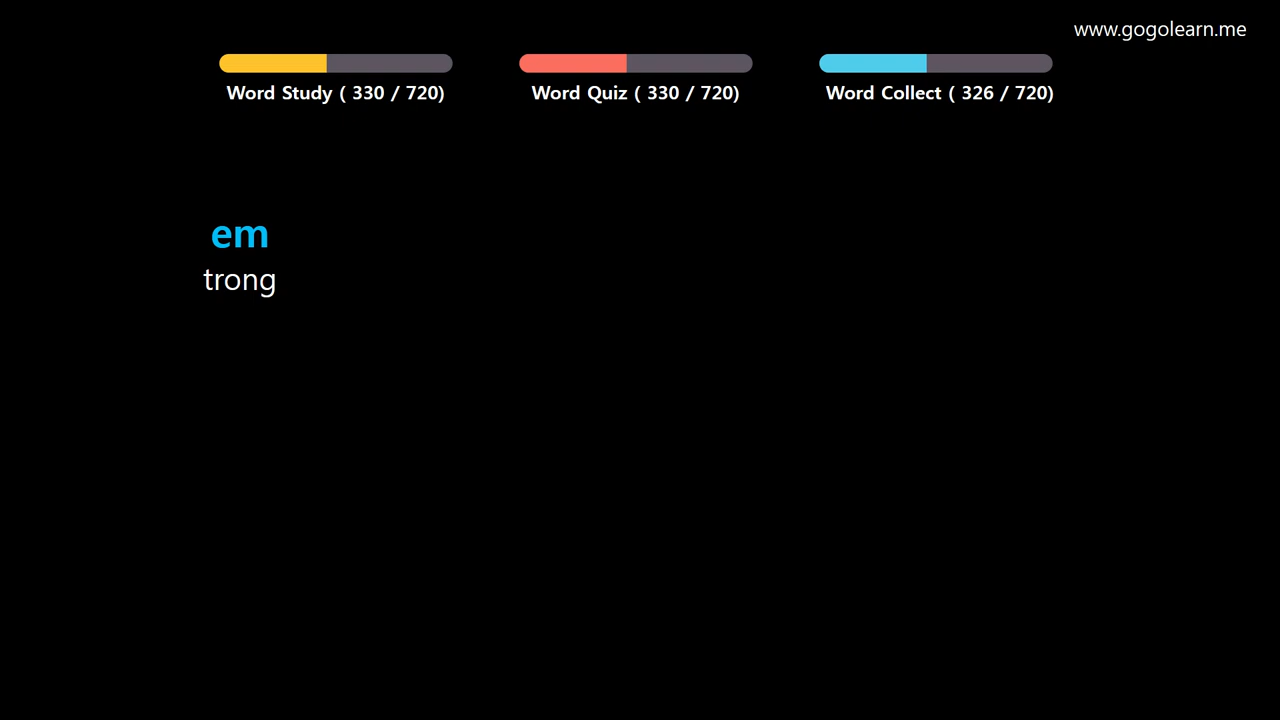 www.gogolearn.me
Word Study ( 330 / 720)
Word Quiz ( 330 / 720)
Word Collect ( 326 / 720)
em
trong